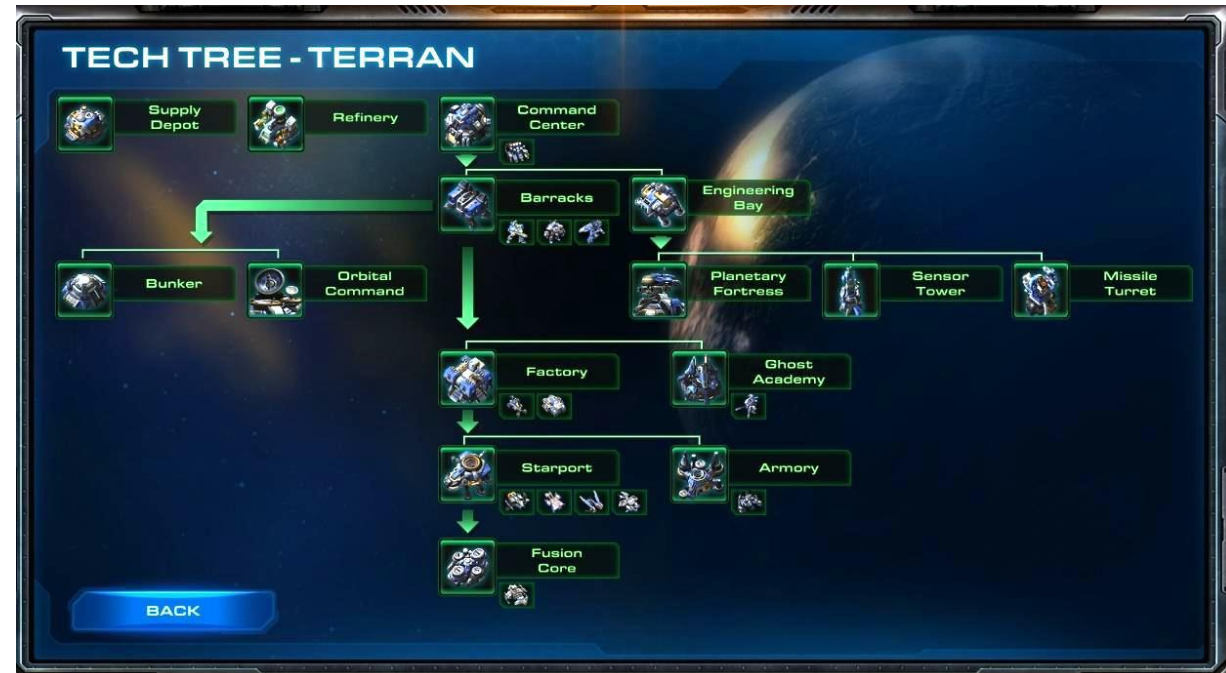 TECH TREE - TERRAN
Supply
Depot
Refinery
Command
Center
Barracks
Engineering
Bay
Bunker
Orbital
Command
Planetary
Fortress
Sensor
Tower
Missile
Turret
Factory
Ghost
Academy
Starport
Armory
Fusion
Core
BACK